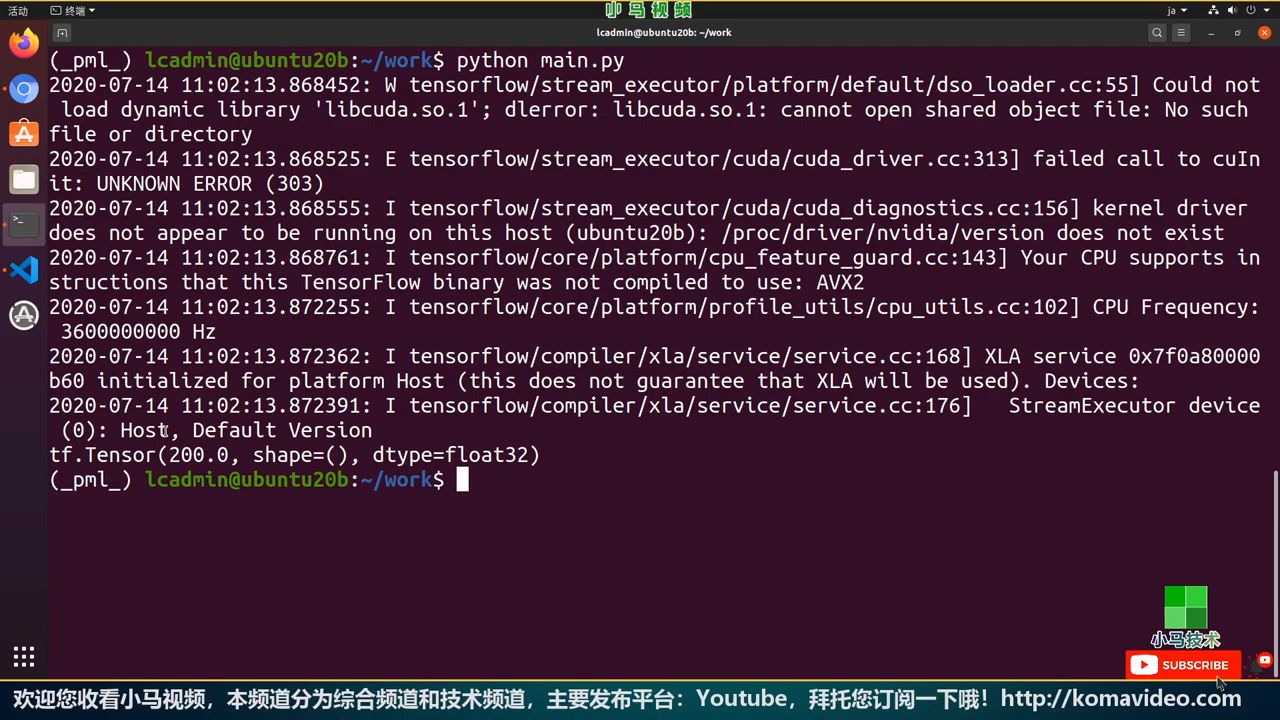 活动
终端
小马视频
ja
lcadmin@ubuntu20b: ~/work
(_pml_) lcadmin@ubuntu20b:~/work$ python main.py
2020-07-14 11:02:13.868452: W tensorflow/stream_executor/platform/default/dso_loader.cc:55] Could not
load dynamic library 'libcuda.so.1'; dlerror: libcuda.so.1: cannot open shared object file: No such
file or directory
2020-07-14 11:02:13.868525: E tensorflow/stream_executor/cuda/cuda_driver.cc:313] failed call to cuIn
it: UNKNOWN ERROR (303)
2020-07-14 11:02:13.868555: I tensorflow/stream_executor/cuda/cuda_diagnostics.cc:156] kernel driver
does not appear to be running on this host (ubuntu20b): /proc/driver/nvidia/version does not exist
2020-07-14 11:02:13.868761: I tensorflow/core/platform/cpu_feature_guard.cc:143] Your CPU supports in
structions that this TensorFlow binary was not compiled to use: AVX2
2020-07-14 11:02:13.872255: I tensorflow/core/platform/profile_utils/cpu_utils.cc:102] CPU Frequency:
3600000000 Hz
2020-07-14 11:02:13.872362: I tensorflow/compiler/xla/service/service.cc:168] XLA service 0x7f0a80000
b60 initialized for platform Host (this does not guarantee that XLA will be used). Devices:
2020-07-14 11:02:13.872391: I tensorflow/compiler/xla/service/service.cc:176]   StreamExecutor device
(0): Host, Default Version
tf.Tensor(200.0, shape=(), dtype=float32)
(_pml_) lcadmin@ubuntu20b:~/work$
小马技术
SUBSCRIBE
欢迎您收看小马视频，本频道分为综合频道和技术频道，主要发布平台：Youtube，拜托您订阅一下哦！http://komavideo.com